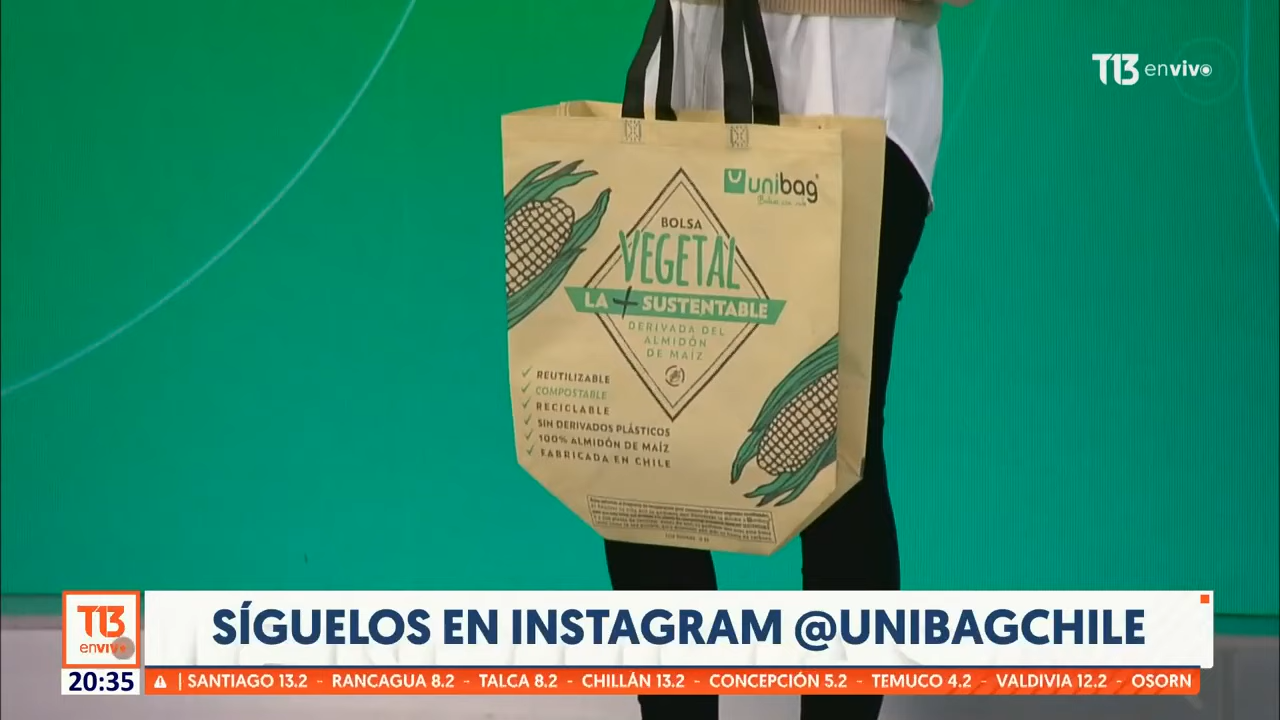 T13 envivo
unibag
BOLSA
VEGETAL
LA + SUSTENTABLE
DERIVADA DEL
ALMIDÓN
DE MAÍZ
✓ REUTILIZABLE
✓ COMPOSTABLE
✓ RECICLABLE
✓ SIN DERIVADOS PLÁSTICOS
✓ 100% ALMIDÓN DE MAÍZ
✓ FABRICADA EN CHILE
T13
envivo
SÍGUELOS EN INSTAGRAM @UNIBAGCHILE
20:35
| SANTIAGO 13.2 - RANCAGUA 8.2 - TALCA 8.2 - CHILLÁN 13.2 - CONCEPCIÓN 5.2 - TEMUCO 4.2 - VALDIVIA 12.2 - OSORN